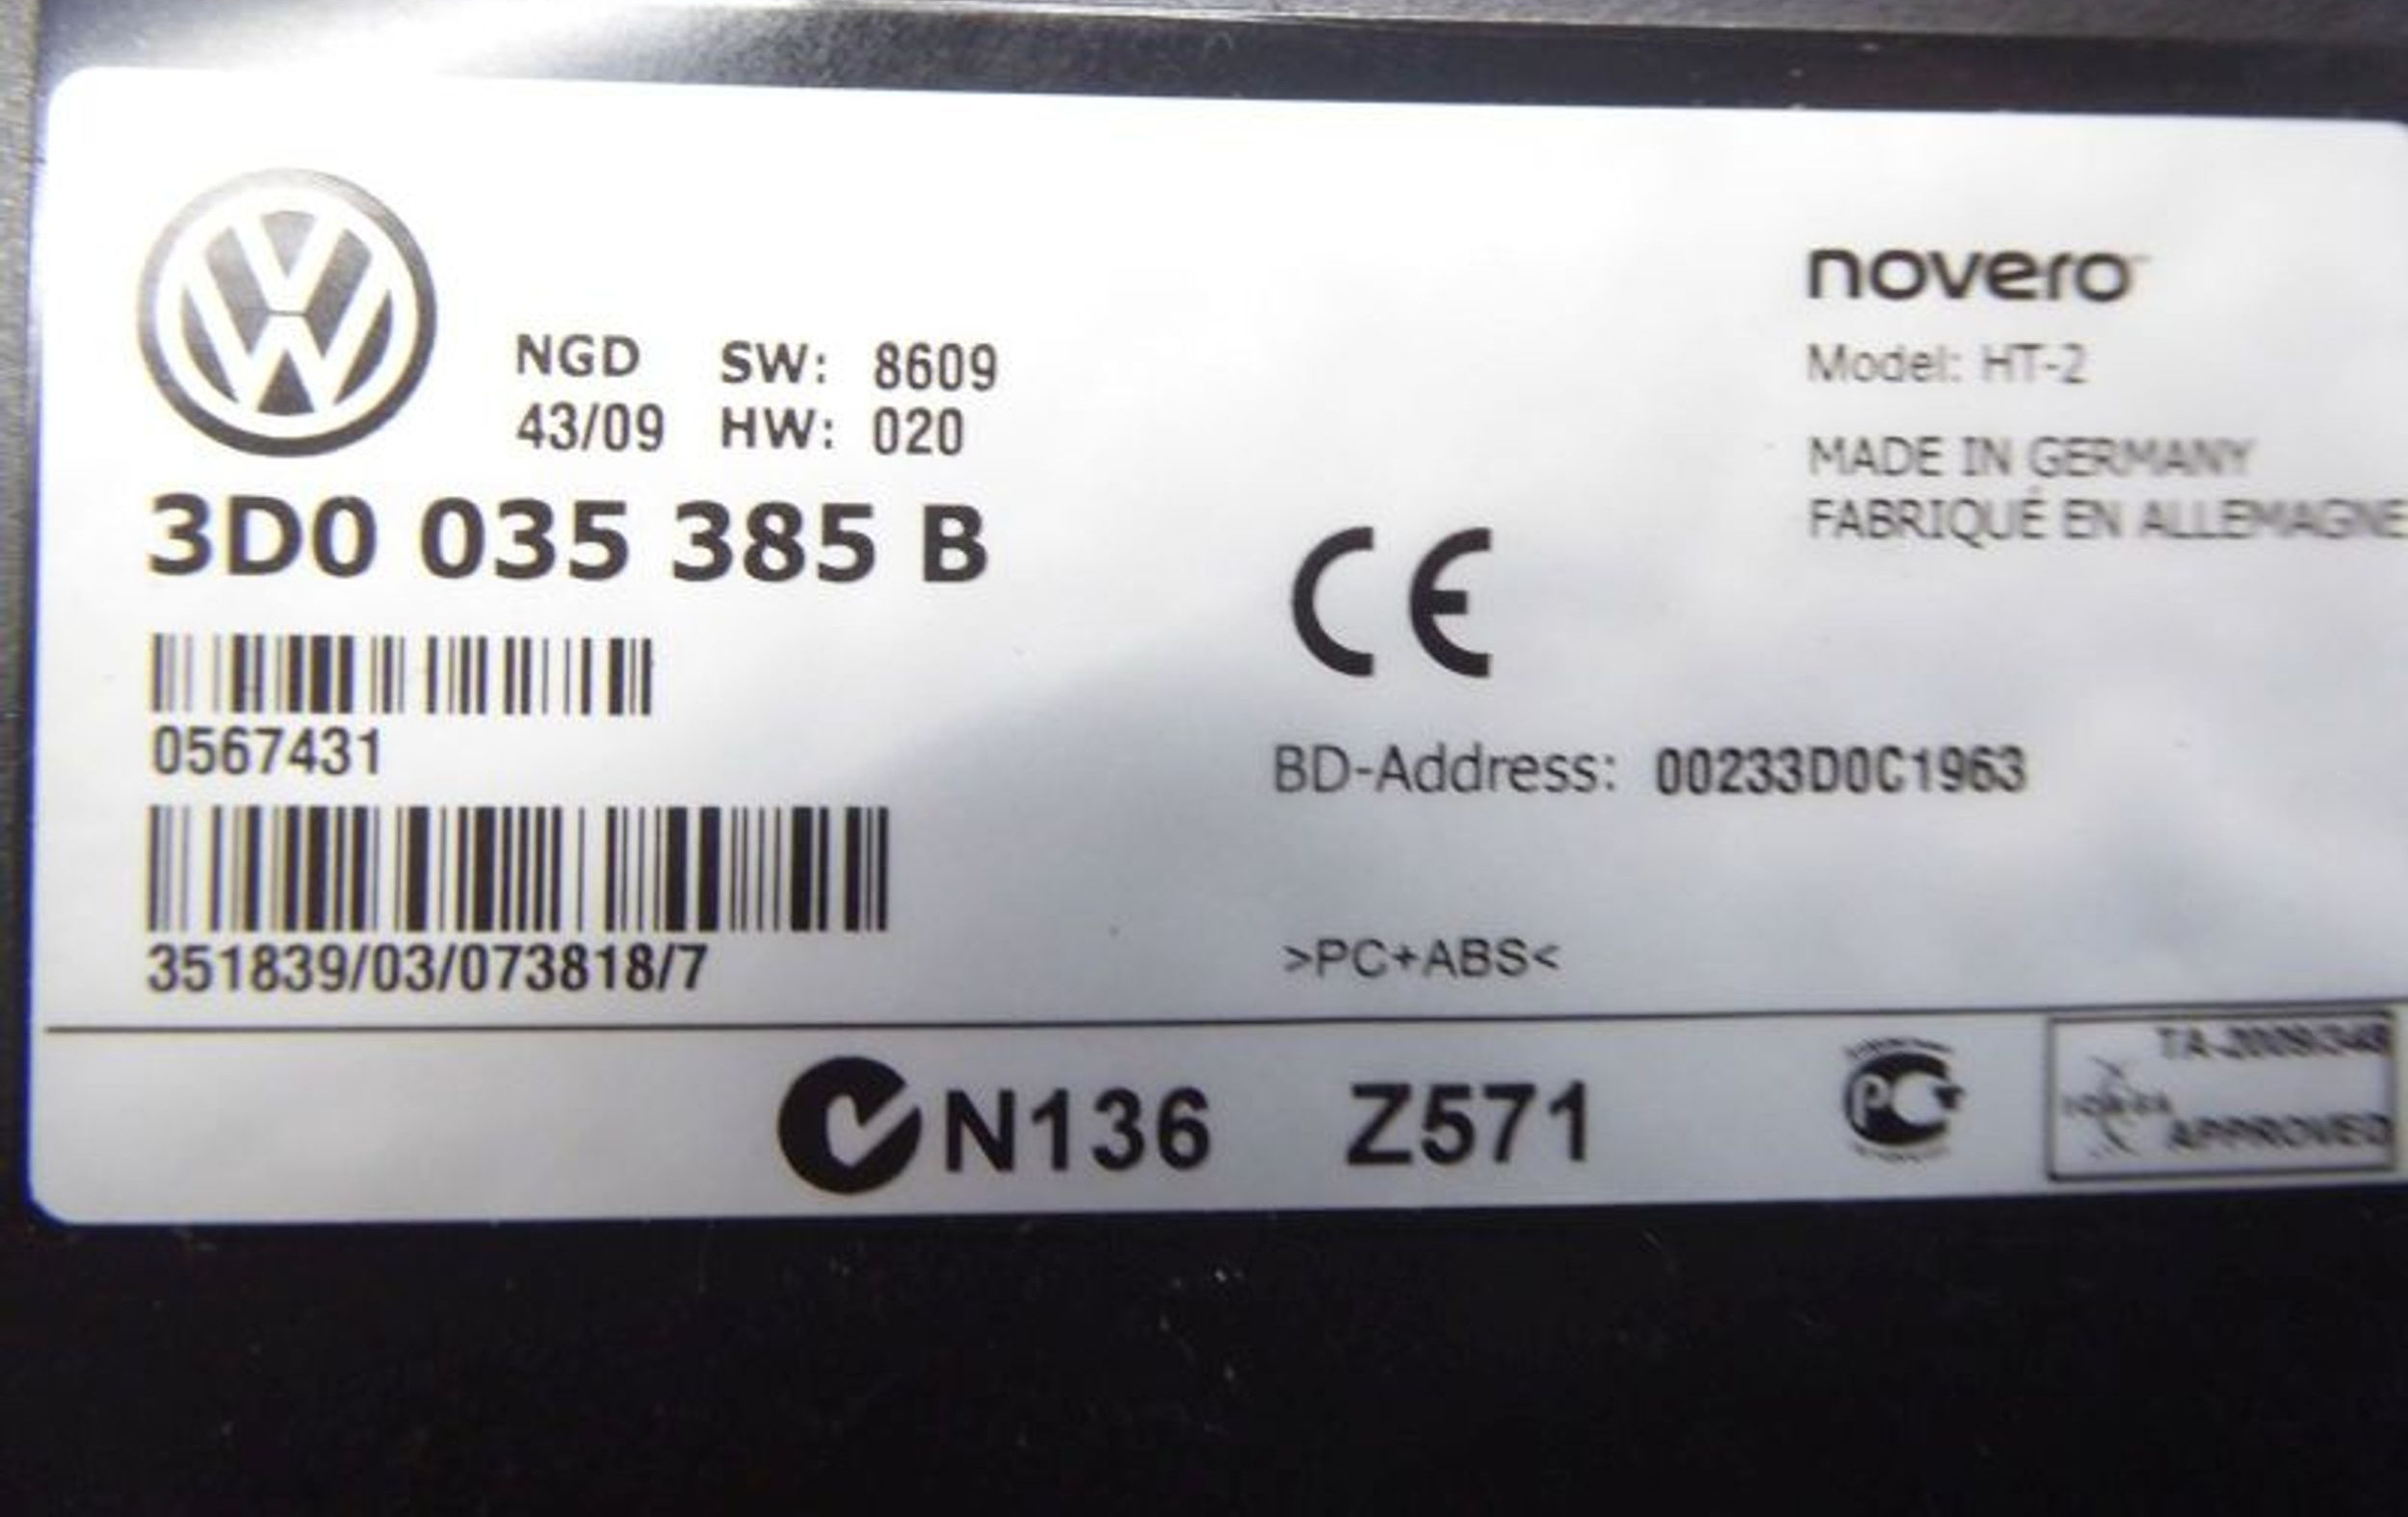 NGD SW: 8609
43/09 HW: 020
3D0 035 385 B
0567431
351839/03/073818/7
novero
Model: HT-2
MADE IN GERMANY
FABRIQUÉ EN ALLEMAGNE
CE
BD-Address: 00233D0C1963
>PC+ABS<
N136 Z571
APPROVED